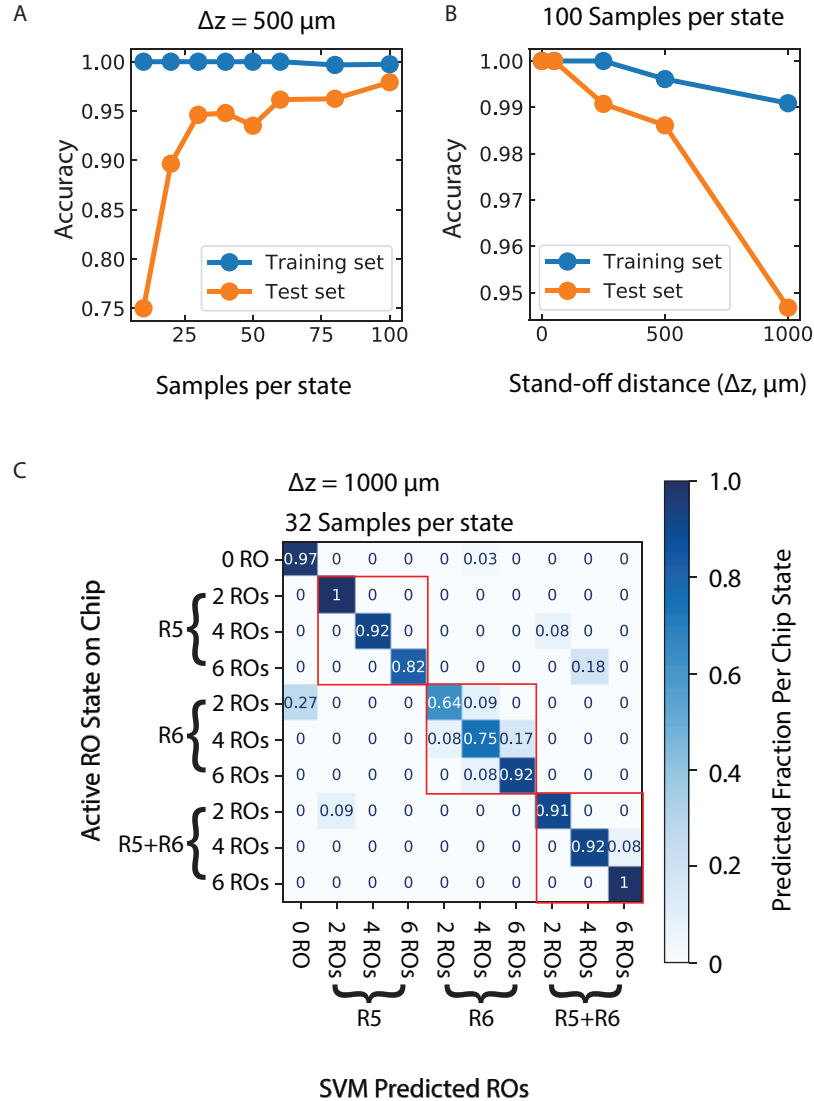 A
Δz = 500 μm
1.00
0.95
0.90
0.85
0.80
0.75
Accuracy
Training set
Test set
25
50
75
100
Samples per state
B
100 Samples per state
1.00
0.99
0.98
0.97
0.96
0.95
Accuracy
Training set
Test set
0
500
1000
Stand-off distance (Δz, μm)
C
Δz = 1000 μm
32 Samples per state
Active RO State on Chip
R5
R6
R5+R6
0 RO 0.97 0 0 0 0 0.03 0 0 0 0
2 ROs 0 1 0 0 0 0 0 0 0 0
4 ROs 0 0 0.92 0 0 0 0 0.08 0 0
6 ROs 0 0 0 0.82 0 0 0 0 0.18 0
2 ROs 0.27 0 0 0 0.64 0.09 0 0 0 0
4 ROs 0 0 0 0 0.08 0.75 0.17 0 0 0
6 ROs 0 0 0 0 0 0.08 0.92 0 0 0
2 ROs 0 0.09 0 0 0 0 0 0.91 0 0
4 ROs 0 0 0 0 0 0 0 0 0.92 0.08
6 ROs 0 0 0 0 0 0 0 0 0 1
0 RO
2 ROs
4 ROs
6 ROs
2 ROs
4 ROs
6 ROs
2 ROs
4 ROs
6 ROs
R5
R6
R5+R6
SVM Predicted ROs
1.0
0.8
0.6
0.4
0.2
0
Predicted Fraction Per Chip State